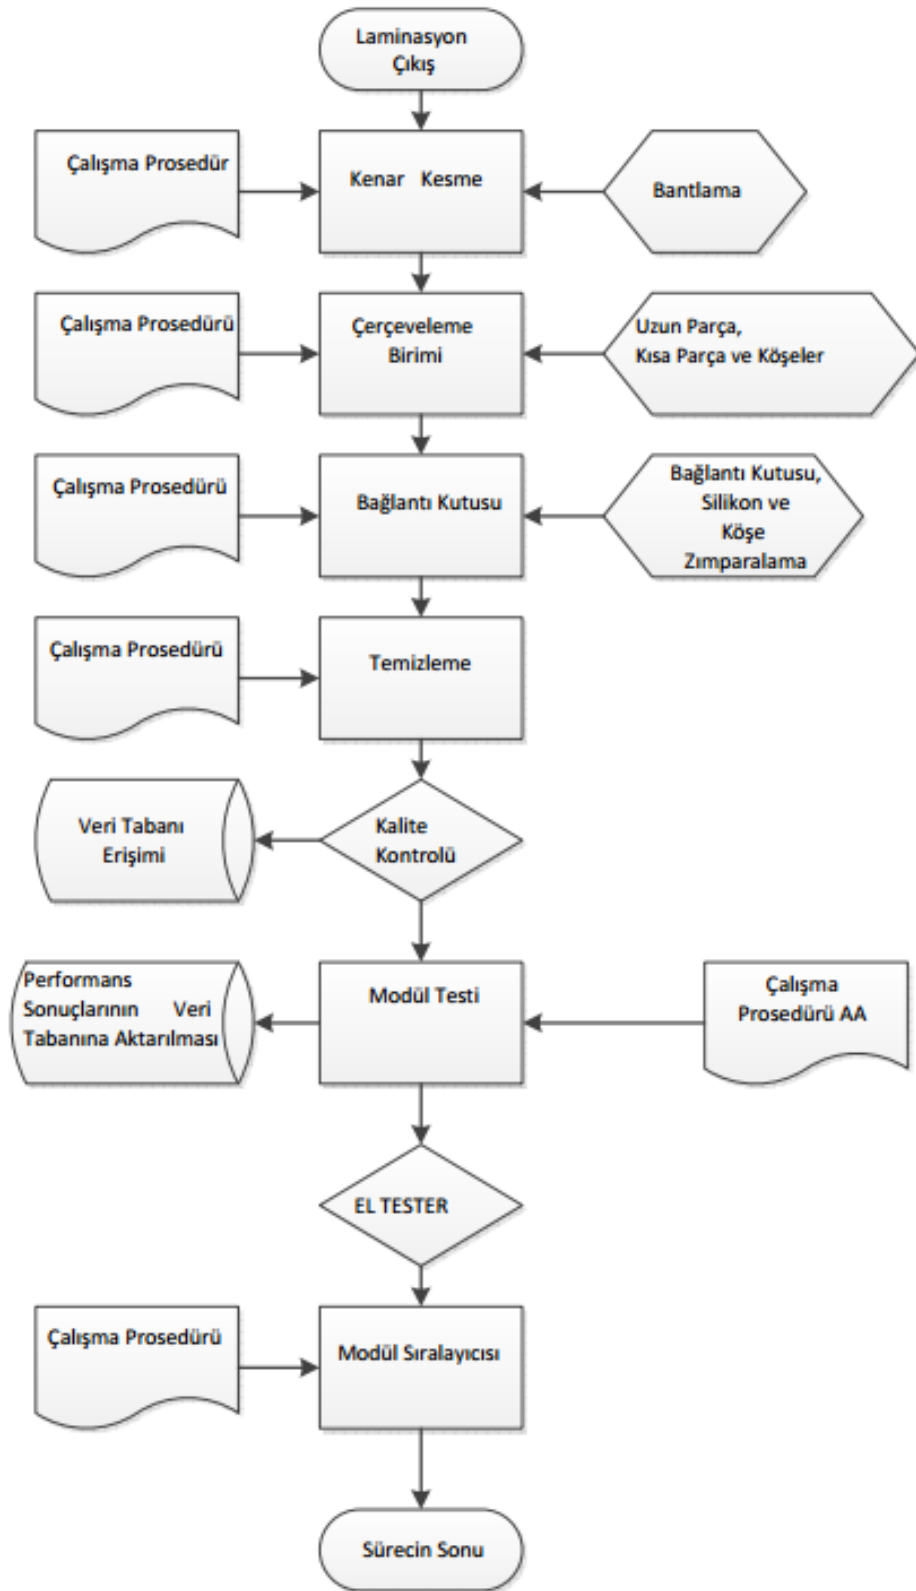 Laminasyon
Çıkış
Çalışma Prosedür
Kenar Kesme
Bantlama
Çalışma Prosedürü
Çerçeveleme
Birimi
Uzun Parça,
Kısa Parça ve Köşeler
Çalışma Prosedürü
Bağlantı Kutusu
Bağlantı Kutusu,
Silikon ve
Köşe
Zımparalama
Çalışma Prosedürü
Temizleme
Veri Tabanı
Erişimi
Kalite
Kontrolü
Performans
Sonuçlarının Veri
Tabanına Aktarılması
Modül Testi
Çalışma
Prosedürü AA
EL TESTER
Çalışma Prosedürü
Modül Sıralayıcısı
Sürecin Sonu